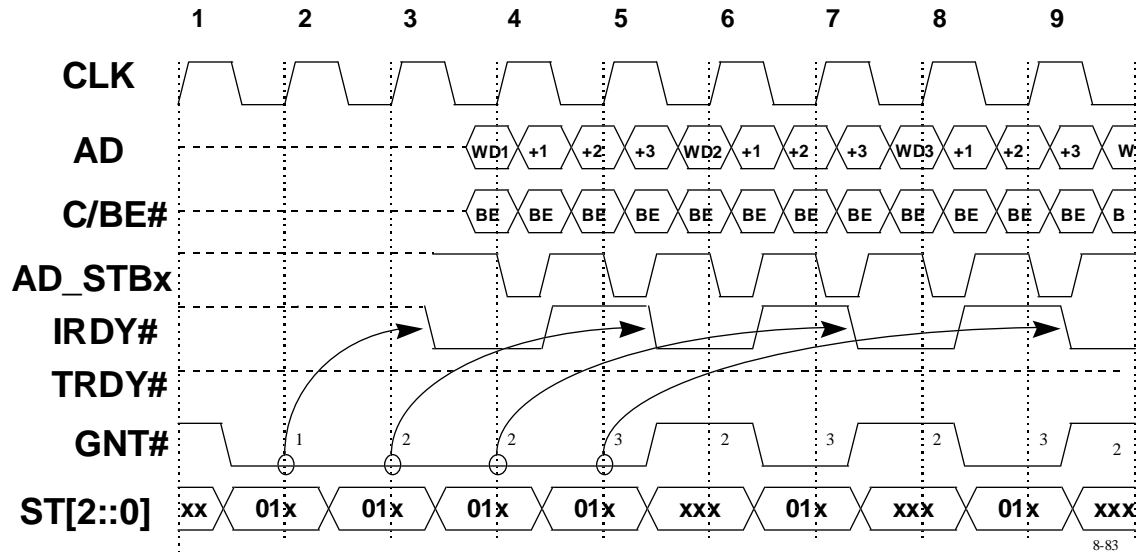 1 2 3 4 5 6 7 8 9
CLK
AD WD1 +1 +2 +3 WD2 +1 +2 +3 WD3 +1 +2 +3 W
C/BE# BE BE BE BE BE BE BE BE BE BE BE BE B
AD_STBx
IRDY#
TRDY#
GNT# 1 2 2 3 2 3 2 3 2
ST[2::0] xx 01x 01x 01x 01x xxx 01x xxx 01x xxx
8-83